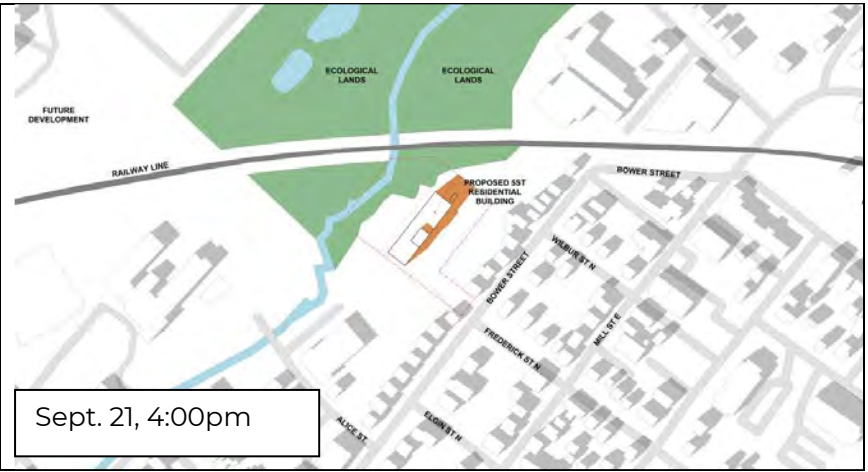 ECOLOGICAL
LANDS
ECOLOGICAL
LANDS
FUTURE
DEVELOPMENT
RAILWAY LINE
PROPOSED 5ST
RESIDENTIAL
BUILDING
BOWER STREET
WILBUR ST N
BOWER STREET
MILL ST E
FREDERICK ST N
ALICE ST.
ELGIN ST N
Sept. 21, 4:00pm